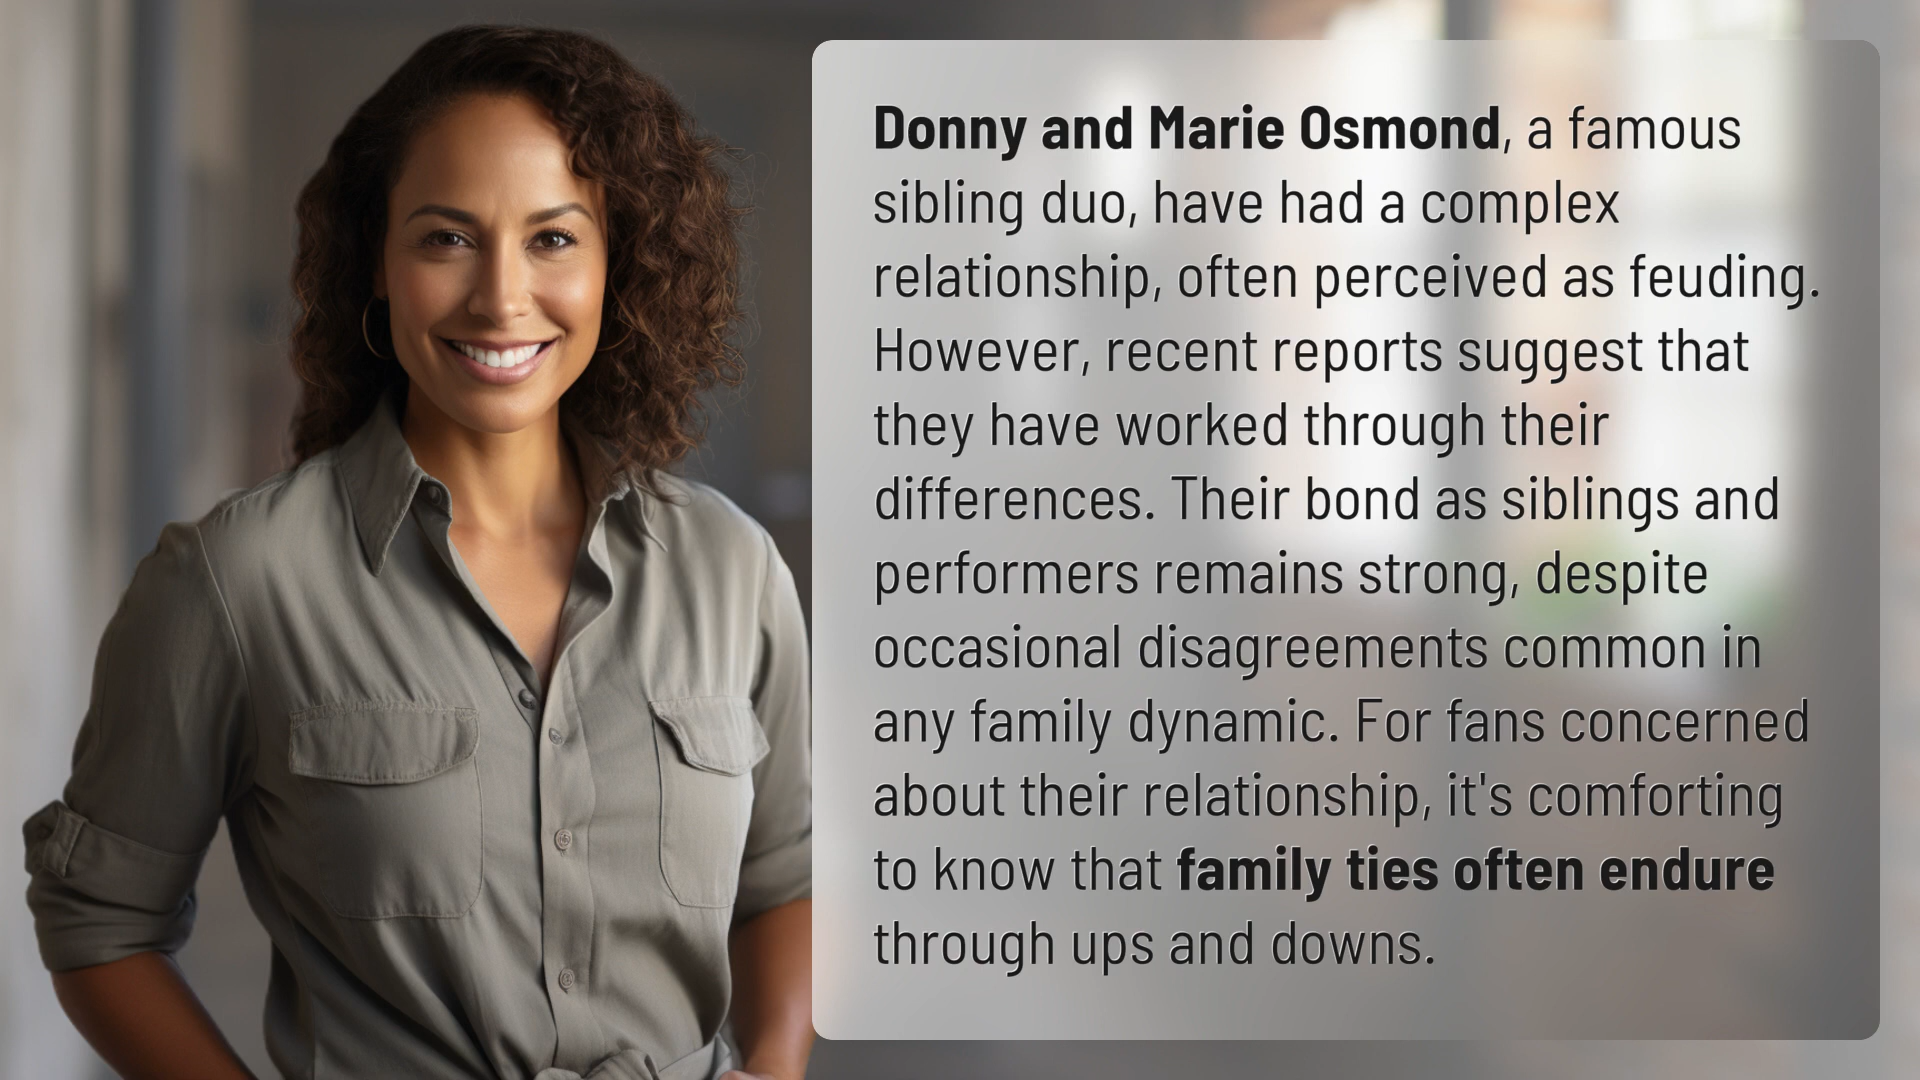 Donny and Marie Osmond, a famous
sibling duo, have had a complex
relationship, often perceived as feuding.
However, recent reports suggest that
they have worked through their
differences. Their bond as siblings and
performers remains strong, despite
occasional disagreements common in
any family dynamic. For fans concerned
about their relationship, it's comforting
to know that family ties often endure
through ups and downs.